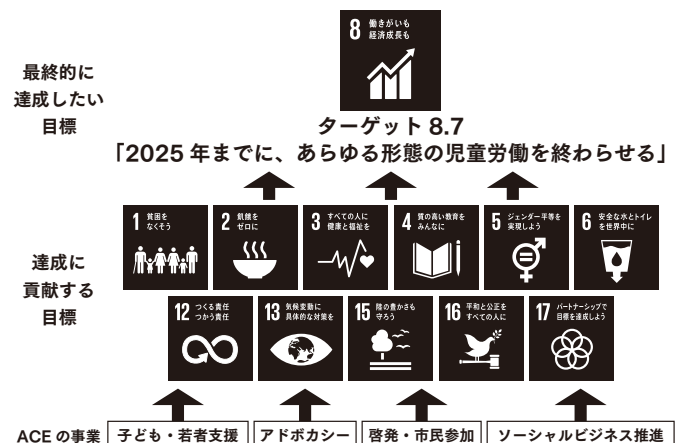 8 働きがいも
経済成長も
最終的に
達成したい
目標
ターゲット 8.7
「2025 年までに、あらゆる形態の児童労働を終わらせる」
達成に
貢献する
目標
1 貧困を
なくそう
2 飢餓を
ゼロに
3 すべての人に
健康と福祉を
4 質の高い教育を
みんなに
5 ジェンダー平等を
実現しよう
6 安全な水とトイレ
を世界中に
12 つくる責任
つかう責任
13 気候変動に
具体的な対策を
15 陸の豊かさも
守ろう
16 平和と公正を
すべての人に
17 パートナーシップで
目標を達成しよう
ACE の事業 子ども・若者支援 アドボカシー 啓発・市民参加 ソーシャルビジネス推進